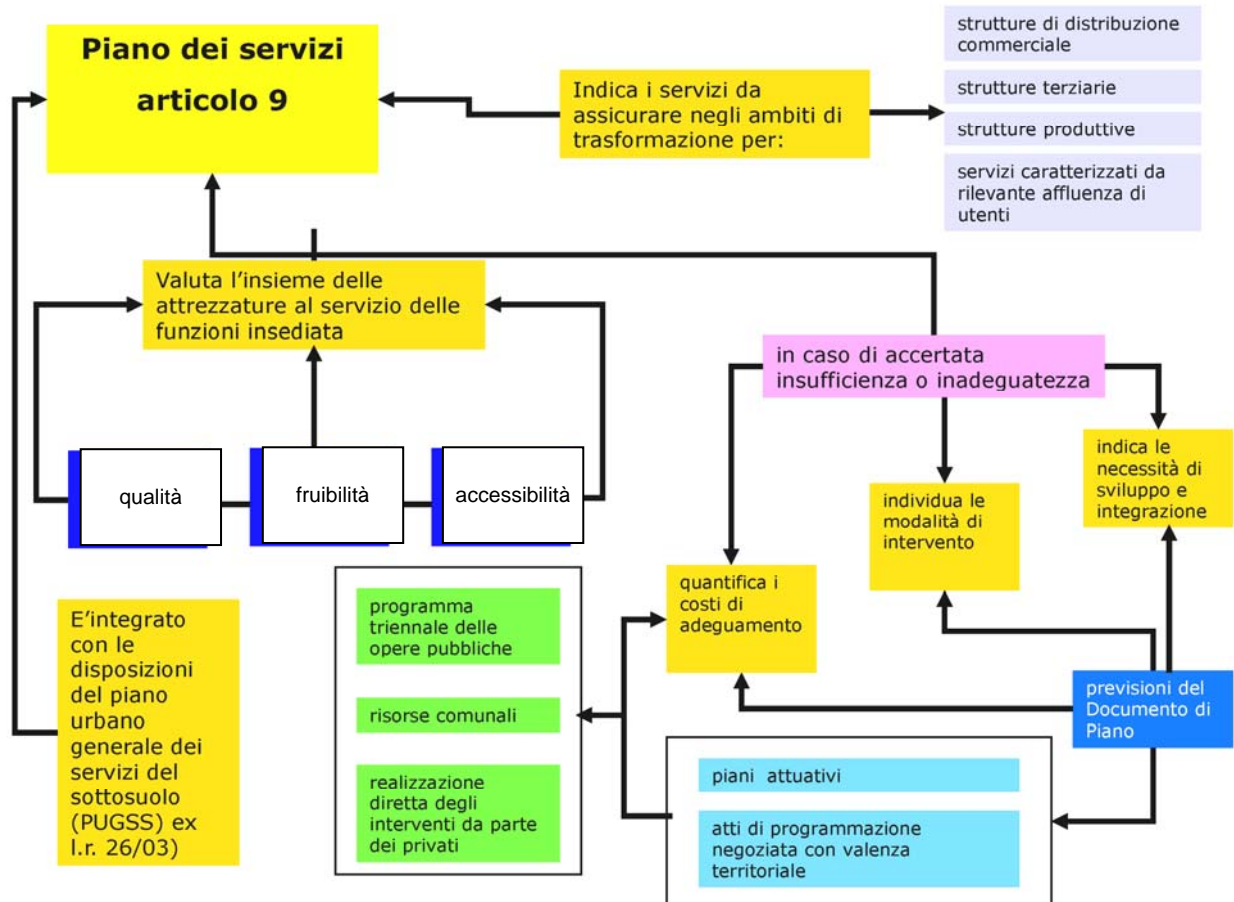 Piano dei servizi
articolo 9
Indica i servizi da
assicurare negli ambiti di
trasformazione per:
strutture di distribuzione
commerciale
strutture terziarie
strutture produttive
servizi caratterizzati da
rilevante affluenza di
utenti
Valuta l'insieme delle
attrezzature al servizio delle
funzioni insediata
in caso di accertata
insufficienza o inadeguatezza
qualità
fruibilità
accessibilità
indica le
necessità di
sviluppo e
integrazione
individua le
modalità di
intervento
quantifica i
costi di
adeguamento
E'integrato
con le
disposizioni
del piano
urbano
generale dei
servizi del
sottosuolo
(PUGSS) ex
l.r. 26/03)
programma
triennale delle
opere pubbliche
risorse comunali
realizzazione
diretta degli
interventi da parte
dei privati
previsioni del
Documento di
Piano
piani attuativi
atti di programmazione
negoziata con valenza
territoriale